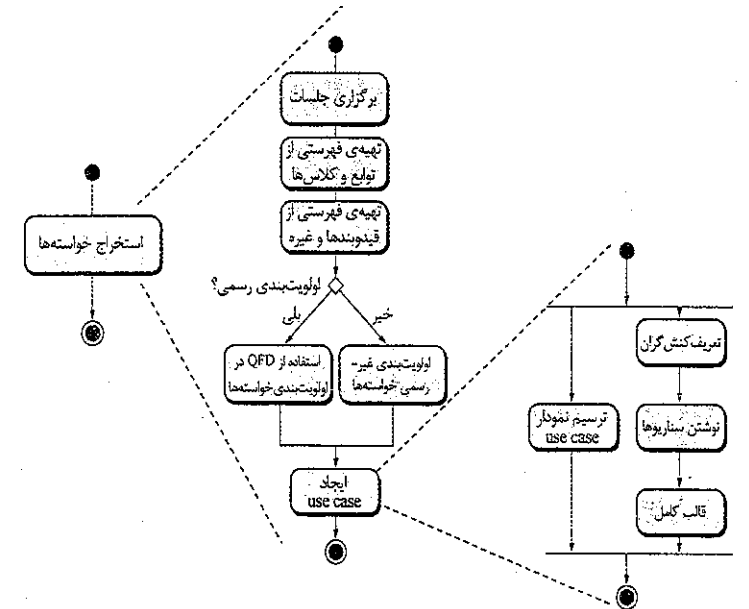 استخراج خواسته‌ها
برگزاری جلسات
تهیه‌ی فهرستی از
توابع و کلاس‌ها
تهیه‌ی فهرستی از
قیدوبندها و غیره
اولویت‌بندی رسمی؟
بلی
خیر
استفاده از QFD در
اولویت‌بندی خواسته‌ها
اولویت‌بندی غیر-
رسمی خواسته‌ها
ایجاد
use case
تعریف کنش‌گران
ترسیم نمودار
use case
نوشتن سناریوها
قالب کامل